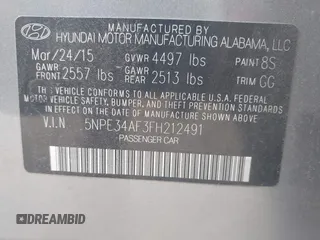 MANUFACTURED BY
HYUNDAI MOTOR MANUFACTURING ALABAMA, LLC
Mar/24/15 GVWR 4497 lbs PAINT 8S
GAWR FRONT 2557 lbs GAWR REAR 2513 lbs TRIM GG
THIS VEHICLE CONFORMS TO ALL APPLICABLE U.S. FEDERAL
MOTOR VEHICLE SAFETY, BUMPER, AND THEFT PREVENTION
STANDARDS IN EFFECT ON THE DATE OF MANUFACTURE SHOWN ABOVE.
V.I.N 5NPE34AF3FH212491
PASSENGER CAR
DREAMBID